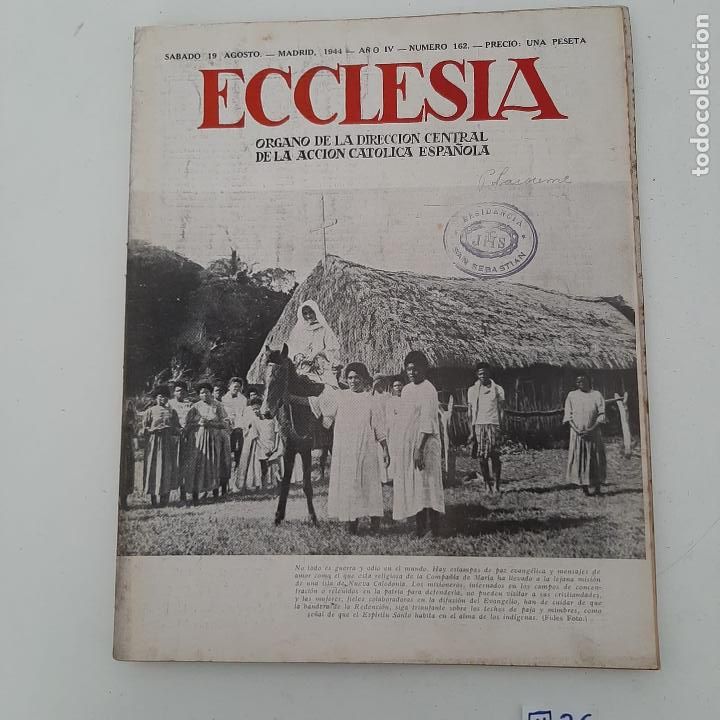 SABADO 19 AGOSTO. — MADRID, 1944 — AÑO IV — NUMERO 162. — PRECIO: UNA PESETA
ECCLESIA
ORGANO DE LA DIRECCION CENTRAL
DE LA ACCION CATOLICA ESPAÑOLA
RESIDENCIA
JHS
SAN SEBASTIAN
No todo es guerra y odio en el mundo. Hay estampas de paz evangélica y mensajes de
amor como el que esta religiosa de la Compañía de María ha llevado a la lejana misión
de una isla de Nueva Caledonia. Los misioneros, internados en los campos de concen-
tración o retenidos en la patria para defenderla, no pueden visitar a sus cristiandades,
y las mujeres, fieles colaboradoras en la difusión del Evangelio, han de cuidar de que
la bandera de la Redención, siga triunfante sobre los techos de paja y mimbres, como
señal de que el Espíritu Santo habita en el alma de los indígenas. (Fides Foto.)
todocoleccion